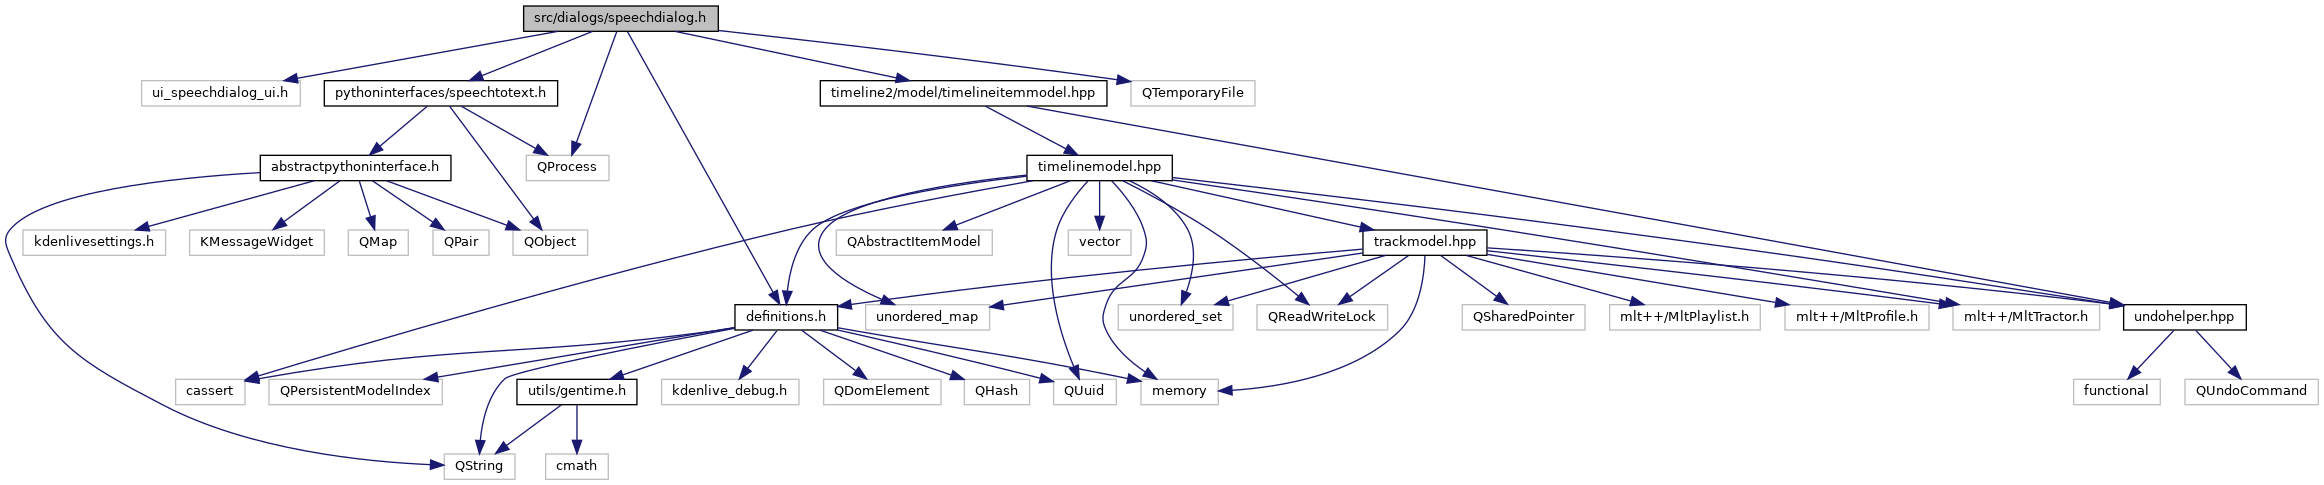 src/dialogs/speechdialog.h
ui_speechdialog_ui.h
pythoninterfaces/speechtotext.h
timeline2/model/timelineitemmodel.hpp
QTemporaryFile
abstractpythoninterface.h
QProcess
timelinemodel.hpp
kdenlivesettings.h
KMessageWidget
QMap
QPair
QObject
QAbstractItemModel
vector
trackmodel.hpp
definitions.h
unordered_map
unordered_set
QReadWriteLock
QSharedPointer
mlt++/MltPlaylist.h
mlt++/MltProfile.h
mlt++/MltTractor.h
undohelper.hpp
cassert
QPersistentModelIndex
utils/gentime.h
kdenlive_debug.h
QDomElement
QHash
QUuid
memory
functional
QUndoCommand
QString
cmath